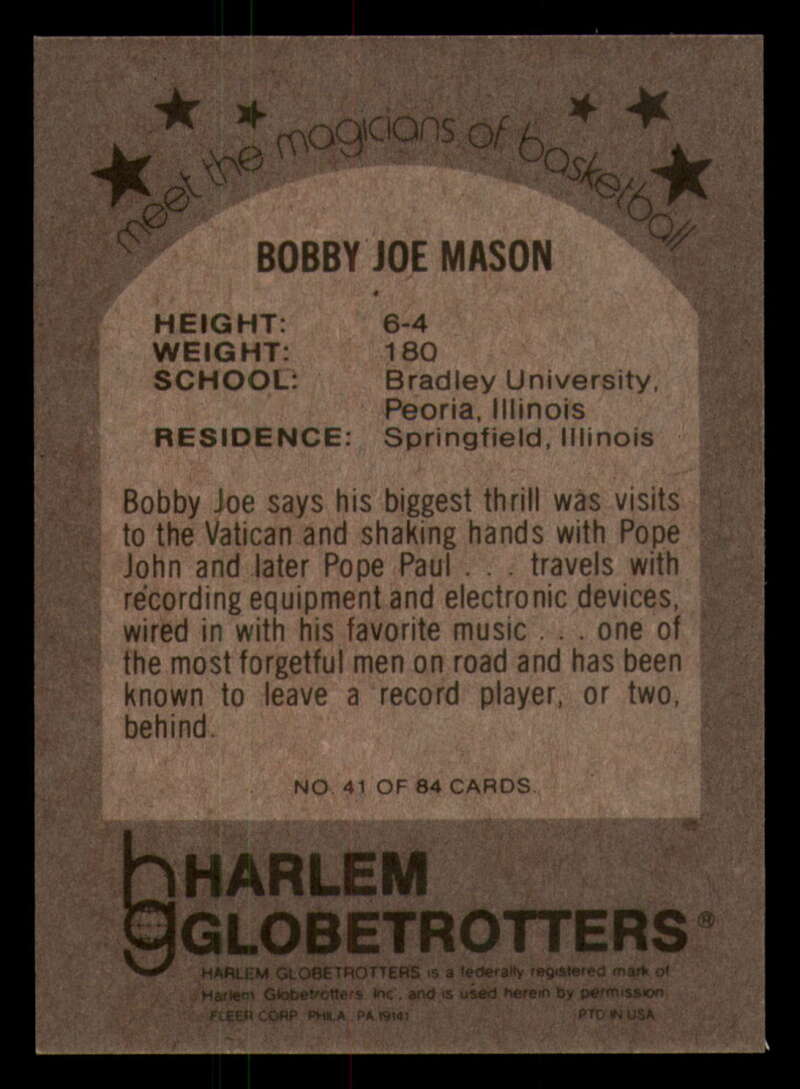 meet the magicians of basketball
BOBBY JOE MASON
HEIGHT: 6-4
WEIGHT: 180
SCHOOL: Bradley University,
Peoria, Illinois
RESIDENCE: Springfield, Illinois
Bobby Joe says his biggest thrill was visits
to the Vatican and shaking hands with Pope
John and later Pope Paul . . . travels with
recording equipment and electronic devices,
wired in with his favorite music . . . one of
the most forgetful men on road and has been
known to leave a record player, or two,
behind.
NO. 41 OF 84 CARDS.
hg HARLEM
GLOBETROTTERS®
HARLEM GLOBETROTTERS is a federally registered mark of
Harlem Globetrotters Inc., and is used herein by permission.
FLEER CORP. PHILA. PA. 19141 PTD IN USA